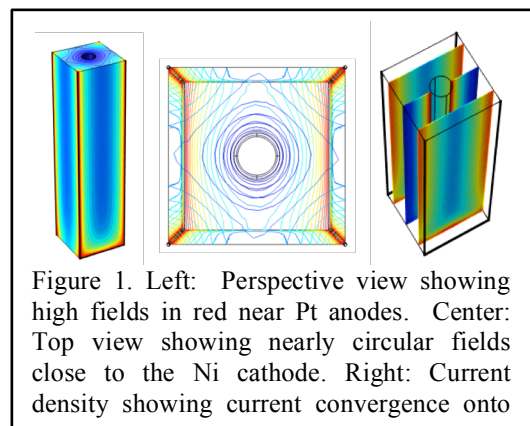 Figure 1. Left: Perspective view showing
high fields in red near Pt anodes. Center:
Top view showing nearly circular fields
close to the Ni cathode. Right: Current
density showing current convergence onto